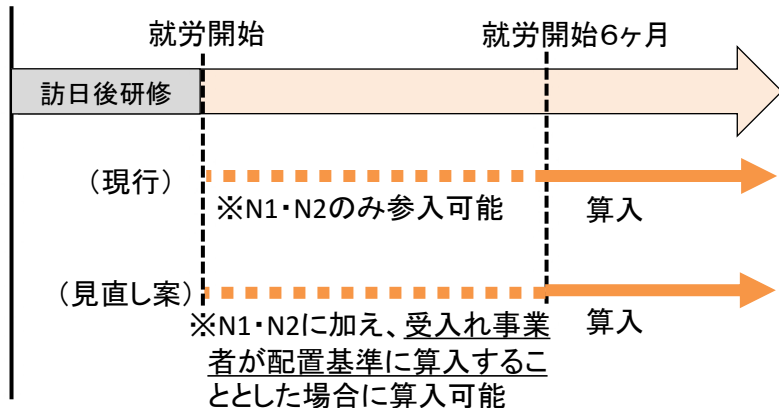 就労開始
就労開始6ヶ月
訪日後研修
（現行）
※N1・N2のみ参入可能
算入
（見直し案）
※N1・N2に加え、受入れ事業
者が配置基準に算入するこ
ととした場合に算入可能
算入